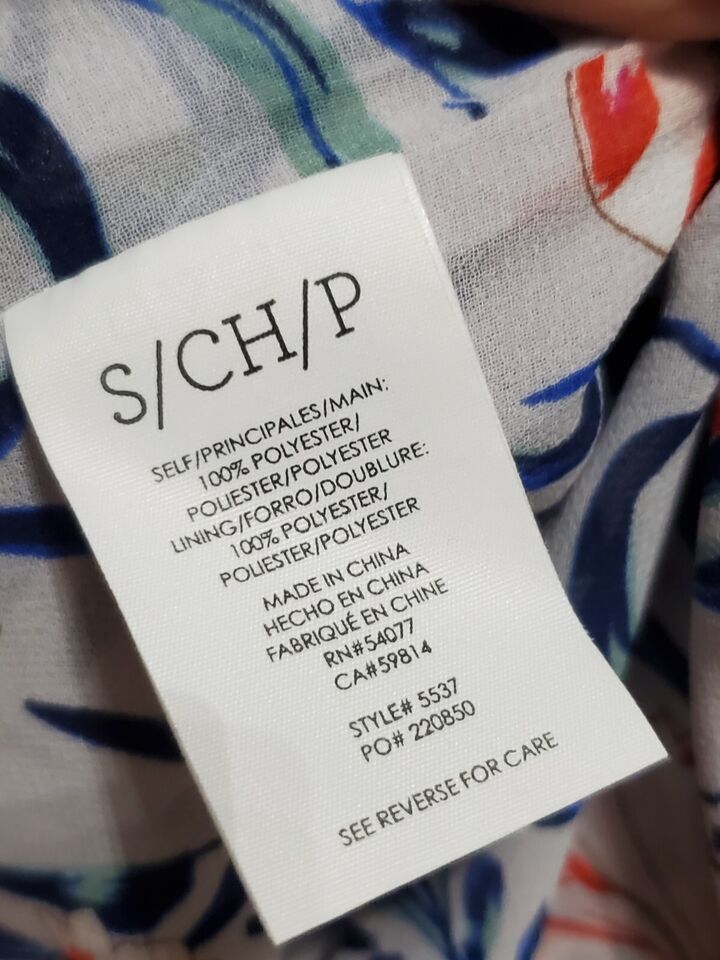 S/CH/P
SELF/PRINCIPALES/MAIN:
100% POLYESTER/
POLIESTER/POLYESTER
LINING/FORRO/DOUBLURE:
100% POLYESTER/
POLIESTER/POLYESTER
MADE IN CHINA
HECHO EN CHINA
FABRIQUÉ EN CHINE
RN#54077
CA#59814
STYLE# 5537
PO# 220850
SEE REVERSE FOR CARE